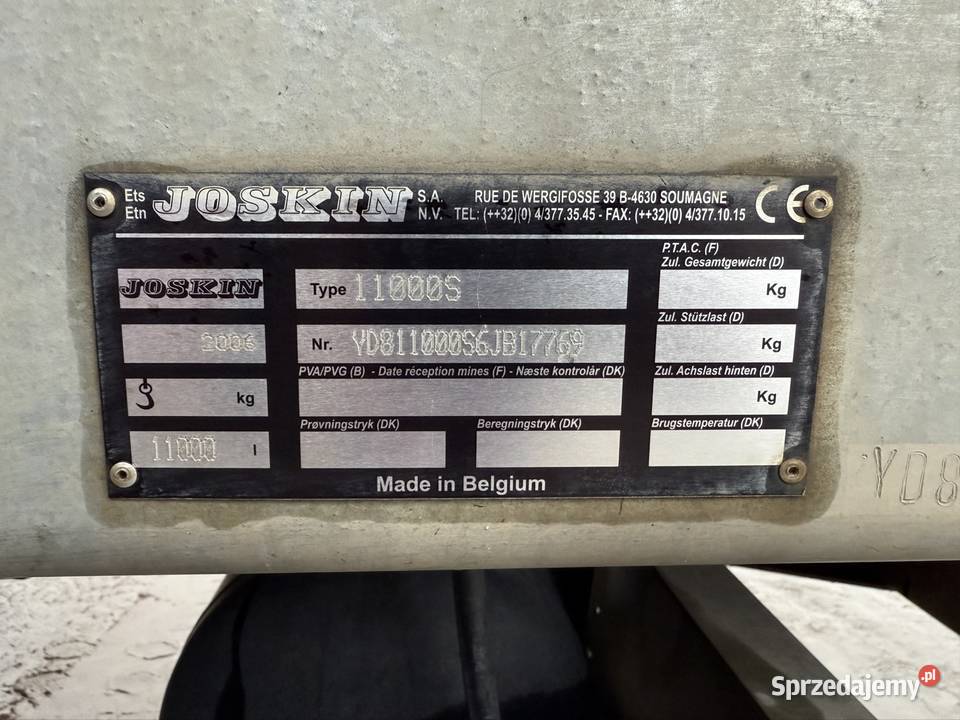 Ets JOSKIN S.A. RUE DE WERGIFOSSE 39 B-4630 SOUMAGNE
Etn N.V. TEL: (++32)(0) 4/377.35.45 - FAX: (++32)(0) 4/377.10.15 CE
P.T.A.C. (F)
Zul. Gesamtgewicht (D)
JOSKIN Type 11000S Kg
Zul. Stützlast (D)
2006 Nr. YD811000S6JB17769 Kg
PVA/PVG (B) - Date réception mines (F) - Næste kontrolár (DK) Zul. Achslast hinten (D)
kg Kg
Prøvningstryk (DK) Beregningstryk (DK) Brugstemperatur (DK)
11000 l
Made in Belgium
YD8
Sprzedajemy.pl